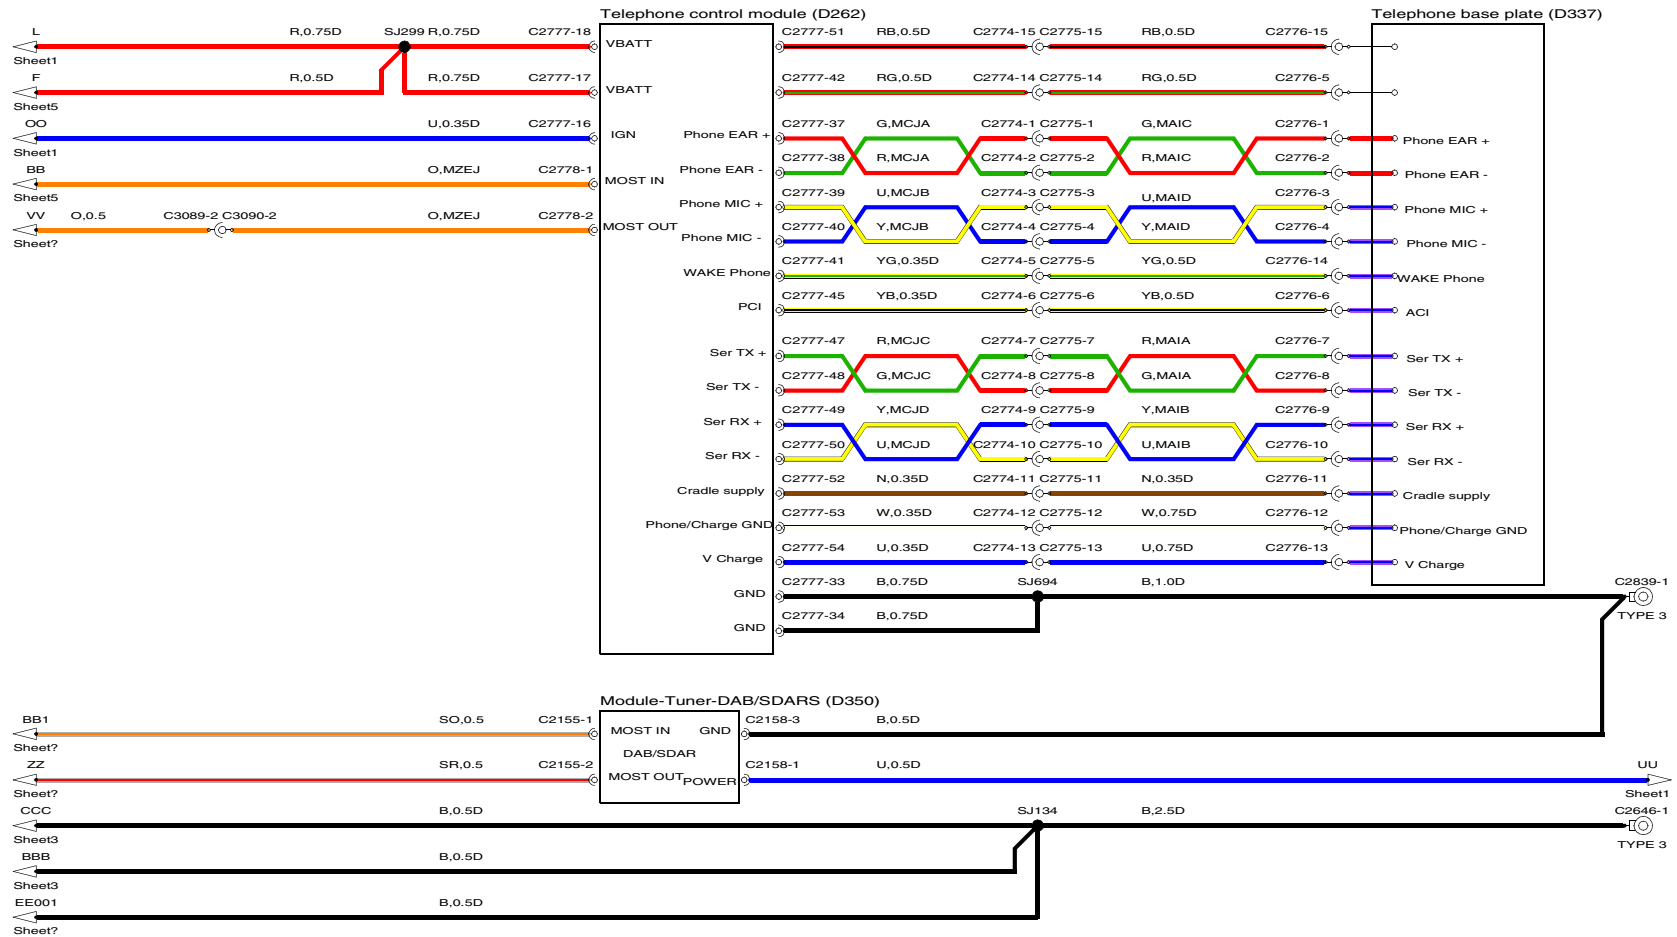 Telephone control module (D262) Telephone base plate (D337)
L R,0.75D SJ299 R,0.75D C2777-18 VBATT C2777-51 RB,0.5D C2774-15 C2775-15 RB,0.5D C2776-15
Sheet1
F R,0.5D R,0.75D C2777-17 VBATT C2777-42 RG,0.5D C2774-14 C2775-14 RG,0.5D C2776-5
Sheet5
OO U,0.35D C2777-16 IGN Phone EAR + C2777-37 G,MCJA C2774-1 C2775-1 G,MAIC C2776-1 Phone EAR +
Sheet1
Phone EAR - C2777-38 R,MCJA C2774-2 C2775-2 R,MAIC C2776-2 Phone EAR -
BB O,MZEJ C2778-1 MOST IN
Sheet5
Phone MIC + C2777-39 U,MCJB C2774-3 C2775-3 U,MAID C2776-3 Phone MIC +
VV O,0.5 C3089-2 C3090-2 O,MZEJ C2778-2 MOST OUT
Sheet?
Phone MIC - C2777-40 Y,MCJB C2774-4 C2775-4 Y,MAID C2776-4 Phone MIC -
WAKE Phone C2777-41 YG,0.35D C2774-5 C2775-5 YG,0.5D C2776-14 WAKE Phone
PCI C2777-45 YB,0.35D C2774-6 C2775-6 YB,0.5D C2776-6 ACI
Ser TX + C2777-47 R,MCJC C2774-7 C2775-7 R,MAIA C2776-7 Ser TX +
Ser TX - C2777-48 G,MCJC C2774-8 C2775-8 G,MAIA C2776-8 Ser TX -
Ser RX + C2777-49 Y,MCJD C2774-9 C2775-9 Y,MAIB C2776-9 Ser RX +
Ser RX - C2777-50 U,MCJD C2774-10 C2775-10 U,MAIB C2776-10 Ser RX -
Cradle supply C2777-52 N,0.35D C2774-11 C2775-11 N,0.35D C2776-11 Cradle supply
Phone/Charge GND C2777-53 W,0.35D C2774-12 C2775-12 W,0.75D C2776-12 Phone/Charge GND
V Charge C2777-54 U,0.35D C2774-13 C2775-13 U,0.75D C2776-13 V Charge
GND C2777-33 B,0.75D SJ694 B,1.0D C2839-1
TYPE 3
GND C2777-34 B,0.75D
Module-Tuner-DAB/SDARS (D350)
BB1 SO,0.5 C2155-1 MOST IN GND C2158-3 B,0.5D
Sheet?
DAB/SDAR
ZZ SR,0.5 C2155-2 MOST OUT POWER C2158-1 U,0.5D UU
Sheet? Sheet1
CCC B,0.5D SJ134 B,2.5D C2646-1
Sheet3 TYPE 3
BBB B,0.5D
Sheet3
EE001 B,0.5D
Sheet?